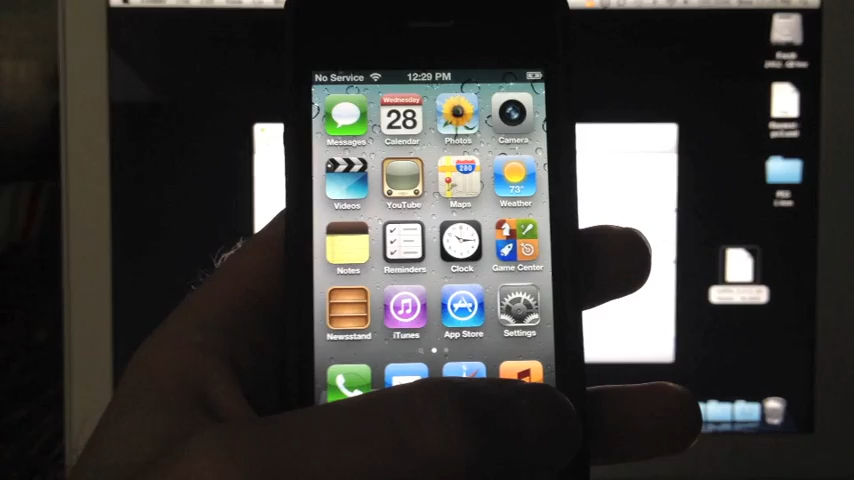 No Service 12:29 PM
Wednesday
28
280
Messages Calendar Photos Camera
73°
Videos YouTube Maps Weather
Notes Reminders Clock Game Center
Newsstand iTunes App Store Settings